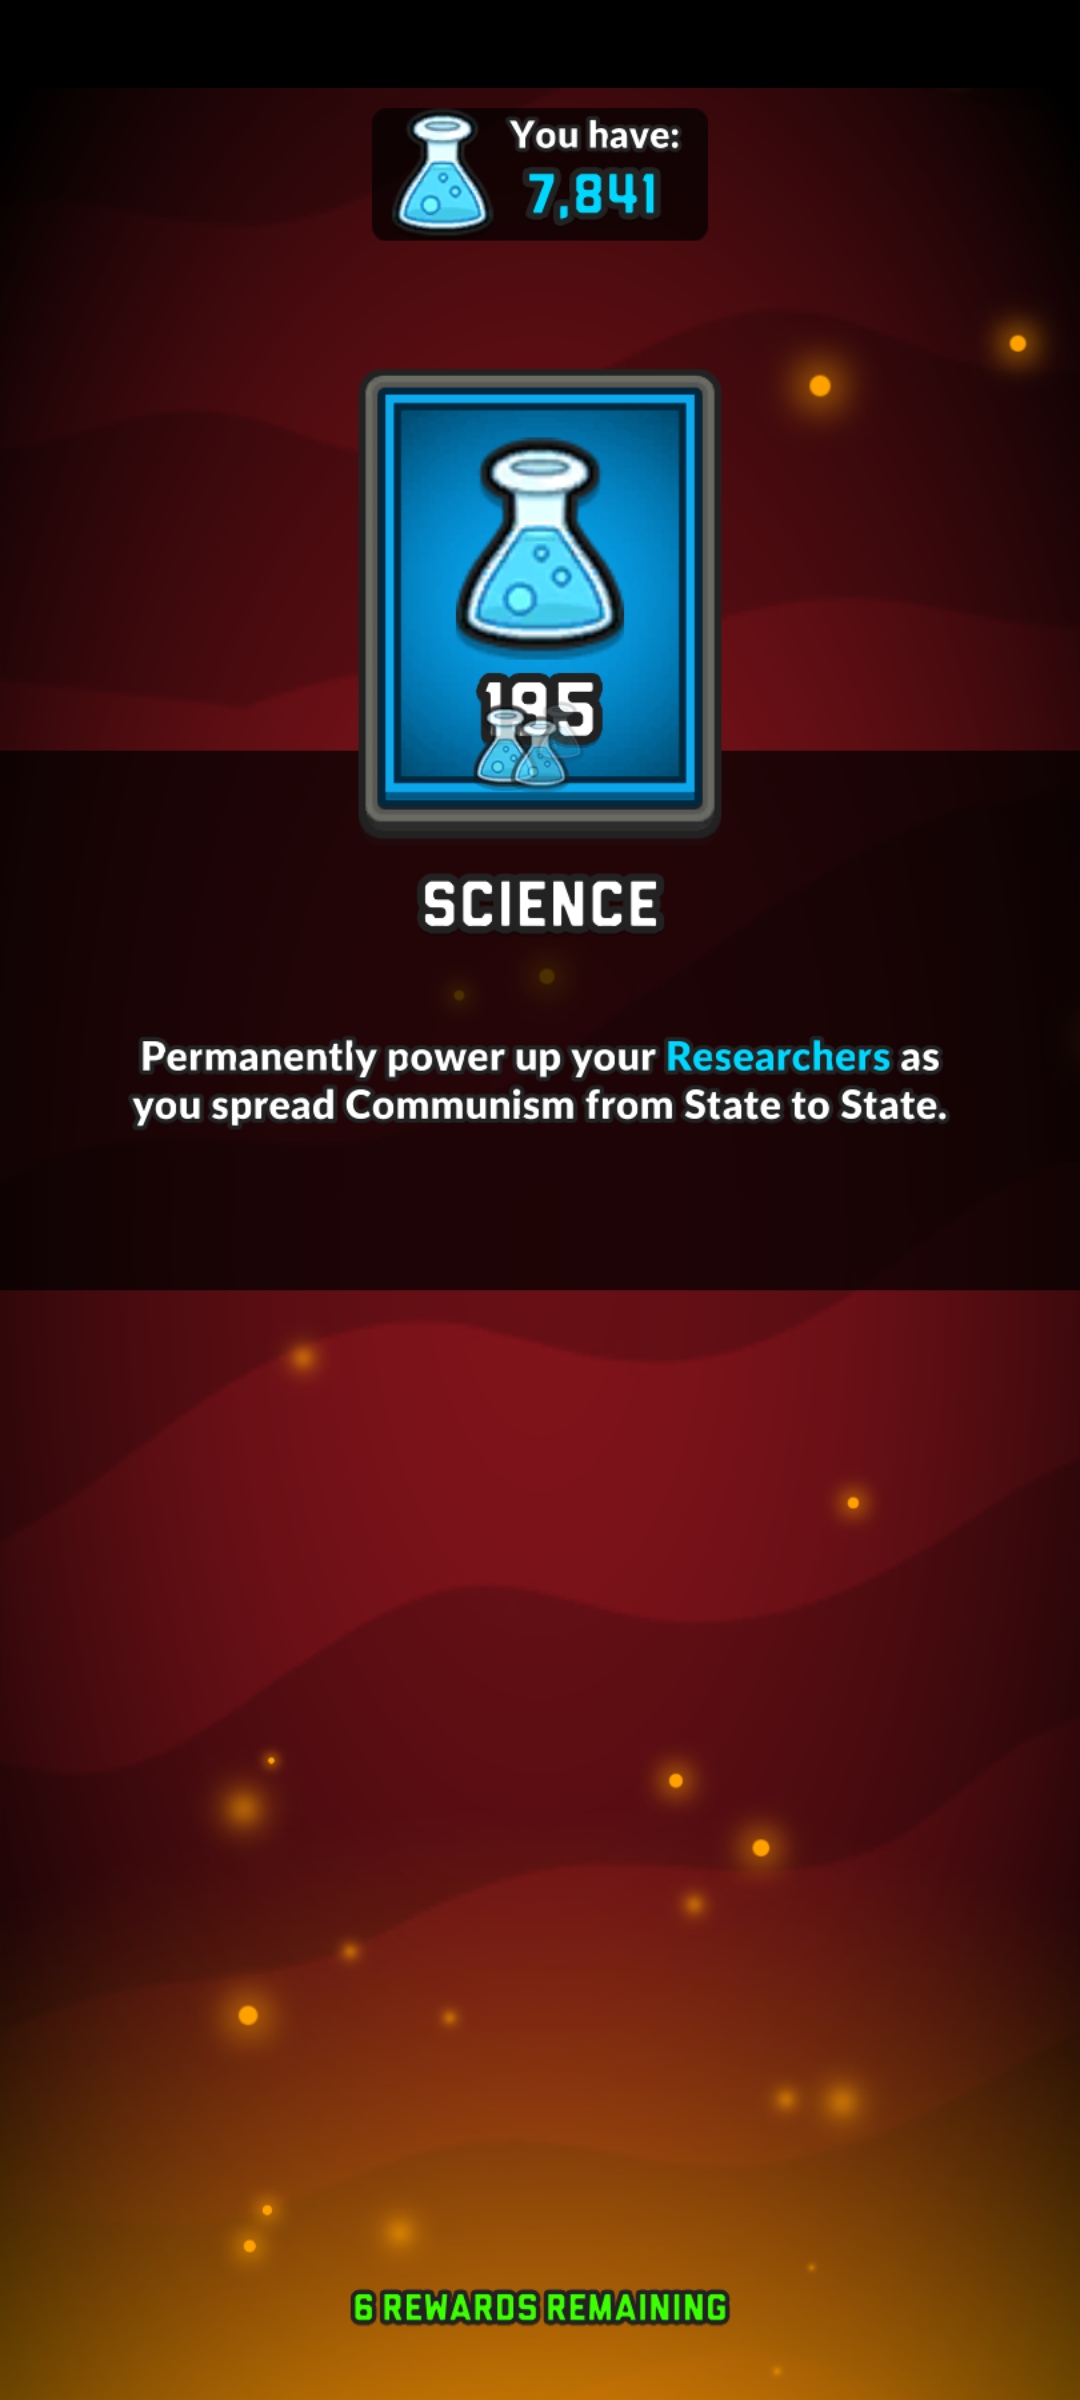 You have:
7,841
195
SCIENCE
Permanently power up your Researchers as
you spread Communism from State to State.
6 REWARDS REMAINING